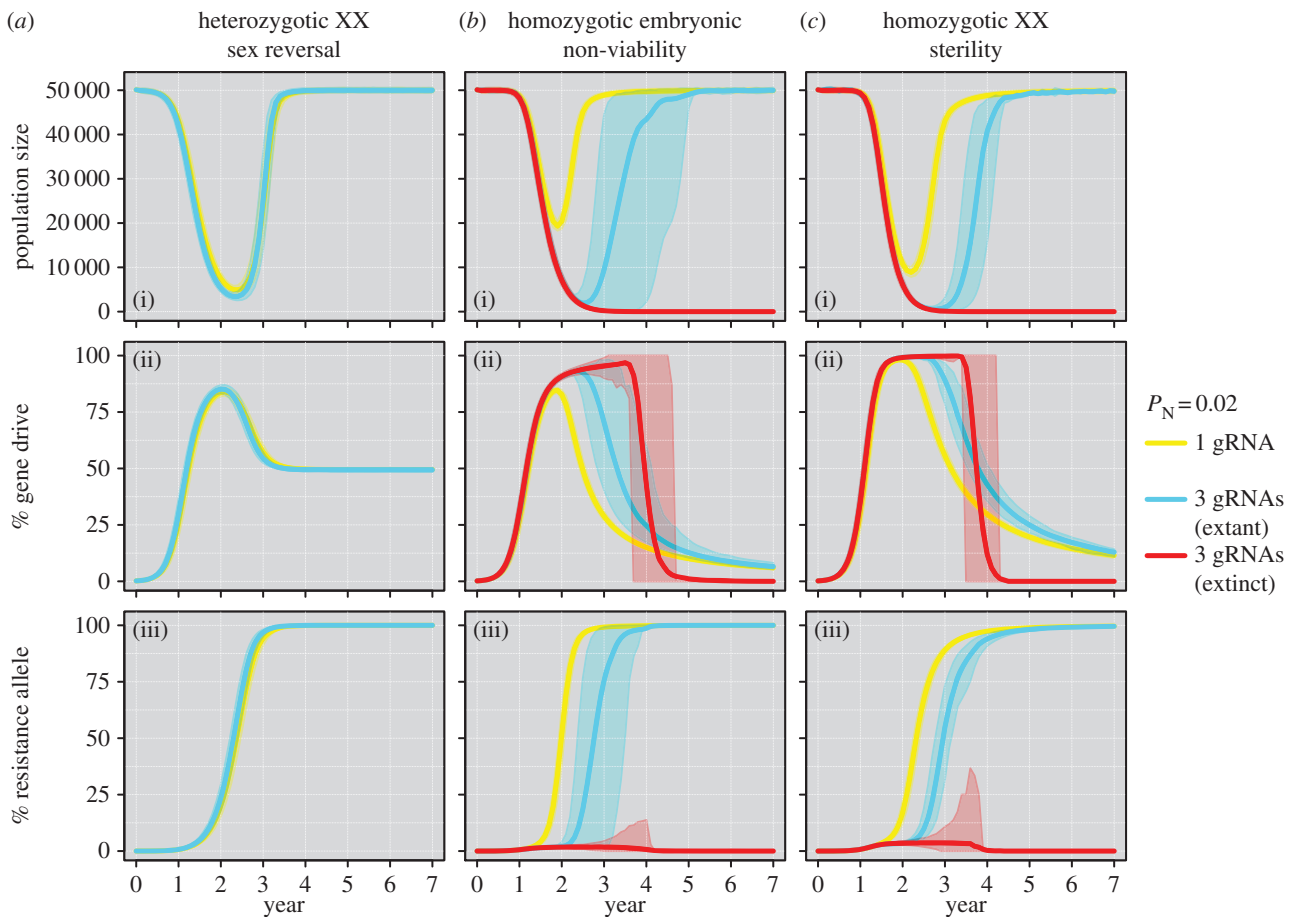 (a) heterozygotic XX
sex reversal
(b) homozygotic embryonic
non-viability
(c) homozygotic XX
sterility
population size
50 000
40 000
30 000
20 000
10 000
0
(i)
(i)
(i)
% gene drive
100
75
50
25
0
(ii)
(ii)
(ii)
% resistance allele
100
75
50
25
0
(iii)
(iii)
(iii)
0 1 2 3 4 5 6 7
year
0 1 2 3 4 5 6 7
year
0 1 2 3 4 5 6 7
year
P_N = 0.02
1 gRNA
3 gRNAs
(extant)
3 gRNAs
(extinct)